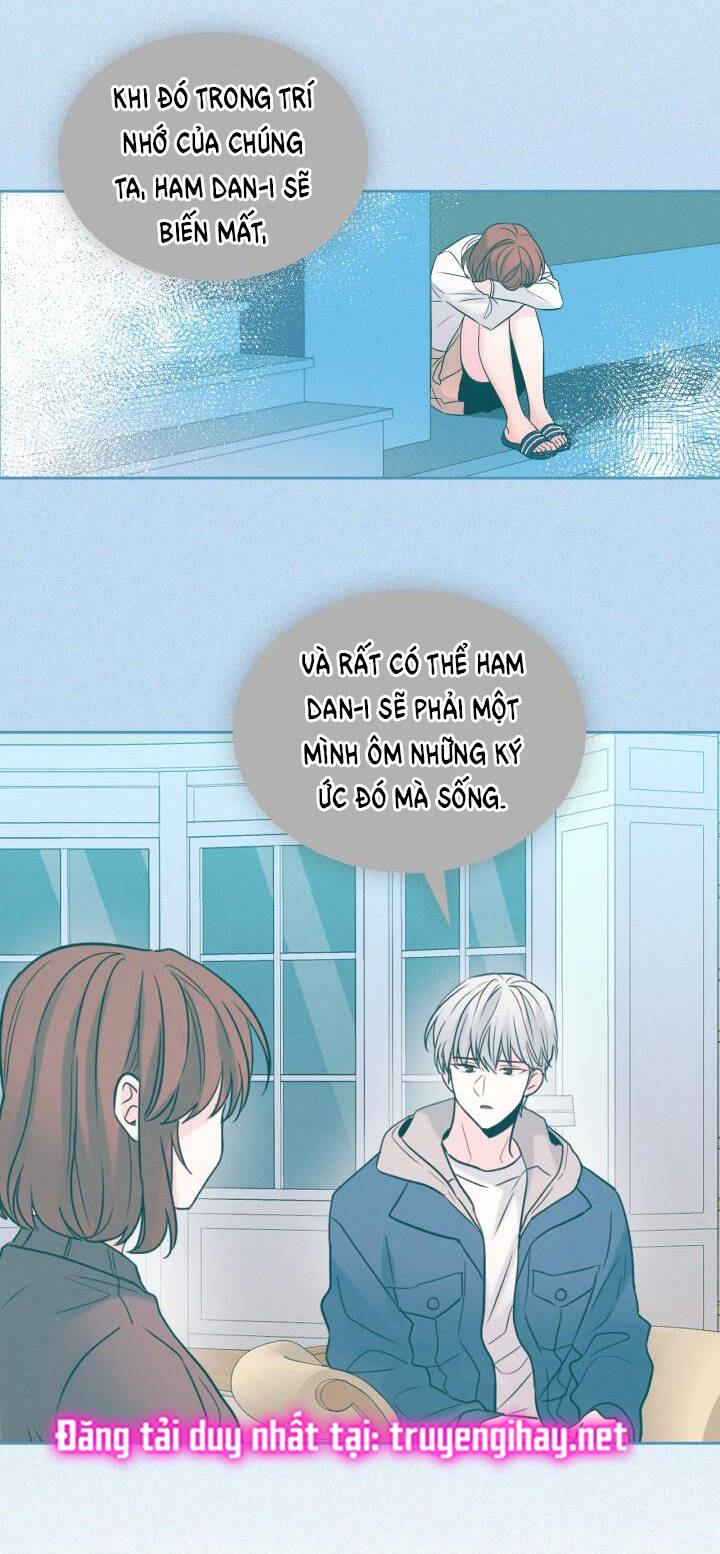 KHI ĐÓ TRONG TRÍ
NHỚ CỦA CHÚNG
TA, HAM DAN-I SẼ
BIẾN MẤT,
VÀ RẤT CÓ THỂ HAM
DAN-I SẼ PHẢI MỘT
MÌNH ÔM NHỮNG KÝ
ỨC ĐÓ MÀ SỐNG.
Đăng tải duy nhất tại: truyengihay.net